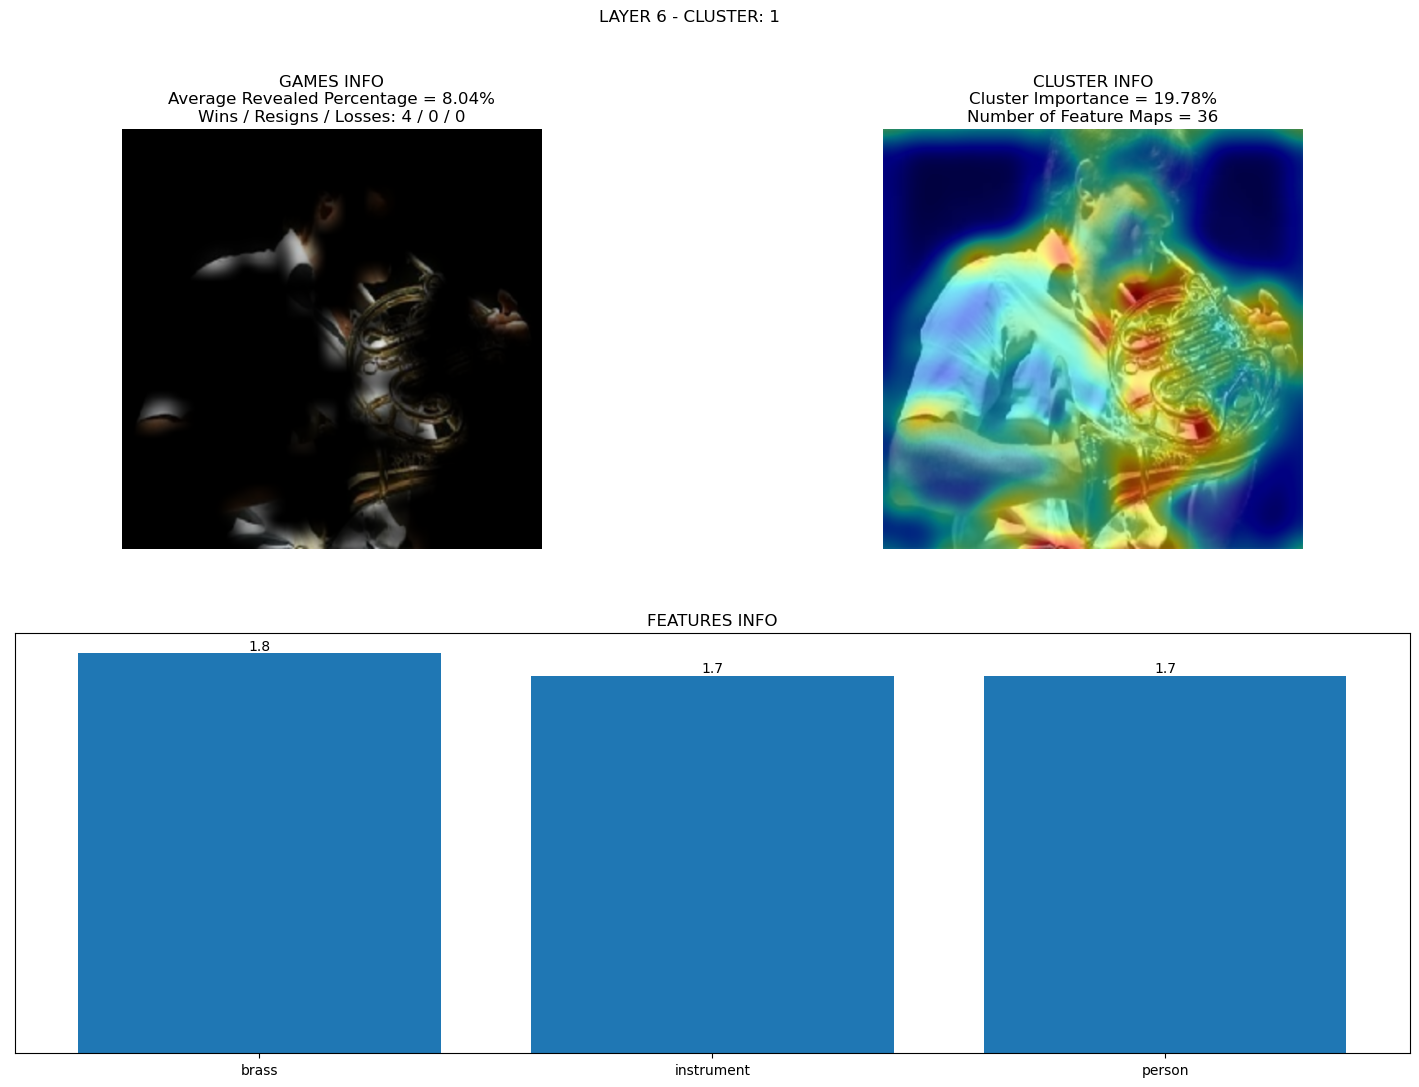 LAYER 6 - CLUSTER: 1
GAMES INFO
Average Revealed Percentage = 8.04%
Wins / Resigns / Losses: 4 / 0 / 0
CLUSTER INFO
Cluster Importance = 19.78%
Number of Feature Maps = 36
FEATURES INFO
1.8
1.7
1.7
brass
instrument
person